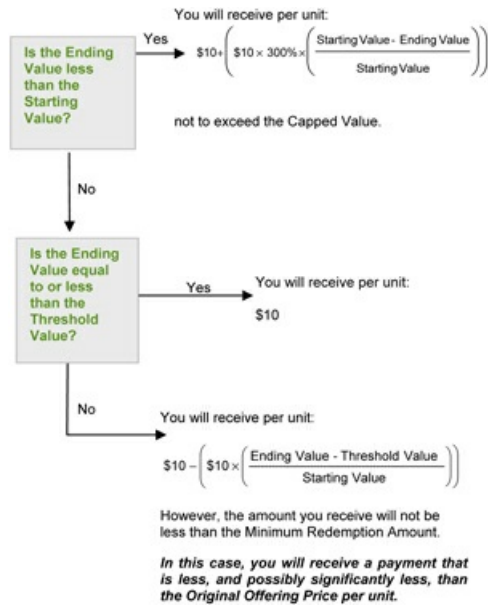 You will receive per unit:
Is the Ending
Value less
than the
Starting
Value?
Yes
$10+($10 × 300%×(Starting Value - Ending Value / Starting Value))
not to exceed the Capped Value.
No
Is the Ending
Value equal
to or less
than the
Threshold
Value?
Yes
You will receive per unit:
$10
No
You will receive per unit:
$10 – ($10 ×(Ending Value - Threshold Value / Starting Value))
However, the amount you receive will not be
less than the Minimum Redemption Amount.
In this case, you will receive a payment that
is less, and possibly significantly less, than
the Original Offering Price per unit.